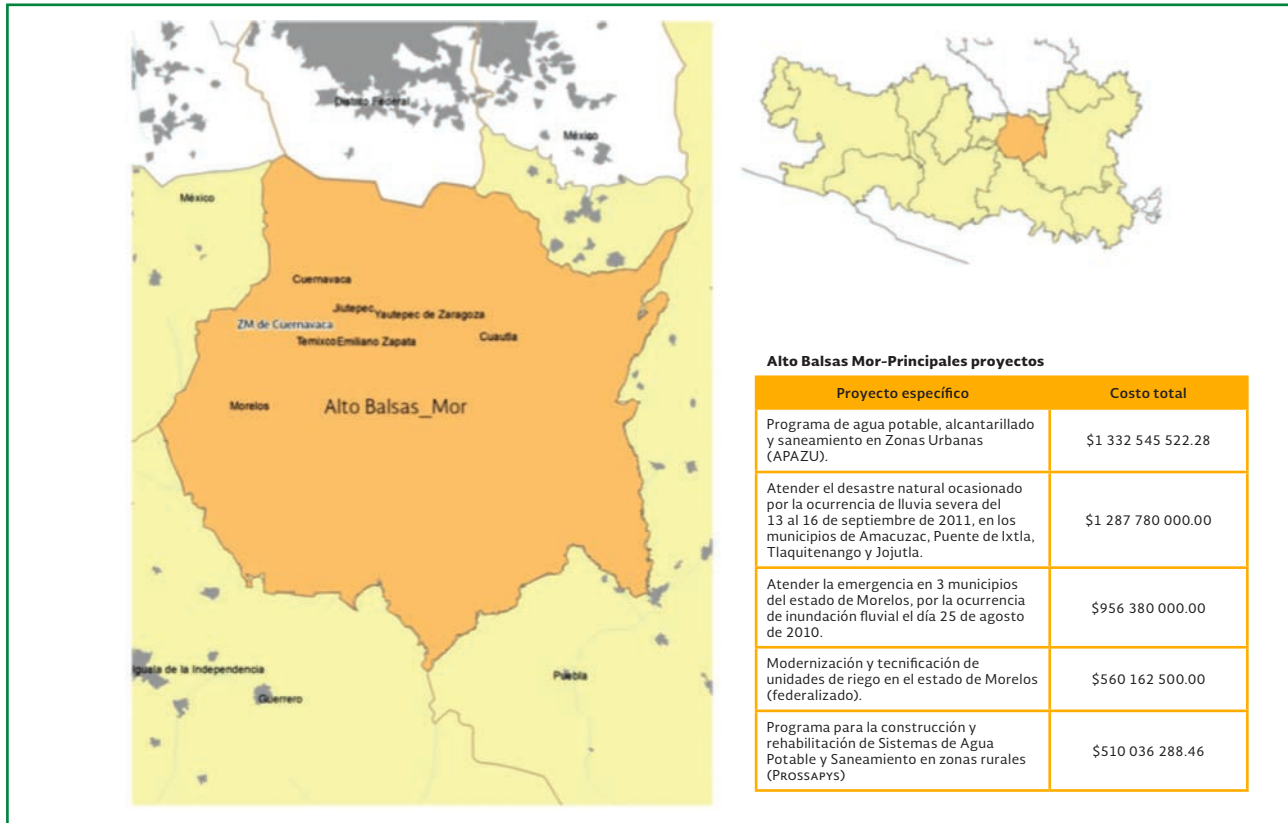 Distrito Federal
México
México
Cuernavaca
Jiutepec
Yautepec de Zaragoza
ZM de Cuernavaca
Temixco
Emiliano Zapata
Cuautla
Morelos
Alto Balsas_Mor
Iguala de la Independencia
Guerrero
Puebla
Alto Balsas Mor-Principales proyectos
Proyecto específico
Costo total
Programa de agua potable, alcantarillado
y saneamiento en Zonas Urbanas
(APAZU).
$1 332 545 522.28
Atender el desastre natural ocasionado
por la ocurrencia de lluvia severa del
13 al 16 de septiembre de 2011, en los
municipios de Amacuzac, Puente de Ixtla,
Tlaquitenango y Jojutla.
$1 287 780 000.00
Atender la emergencia en 3 municipios
del estado de Morelos, por la ocurrencia
de inundación fluvial el día 25 de agosto
de 2010.
$956 380 000.00
Modernización y tecnificación de
unidades de riego en el estado de Morelos
(federalizado).
$560 162 500.00
Programa para la construcción y
rehabilitación de Sistemas de Agua
Potable y Saneamiento en zonas rurales
(PROSSAPYS)
$510 036 288.46